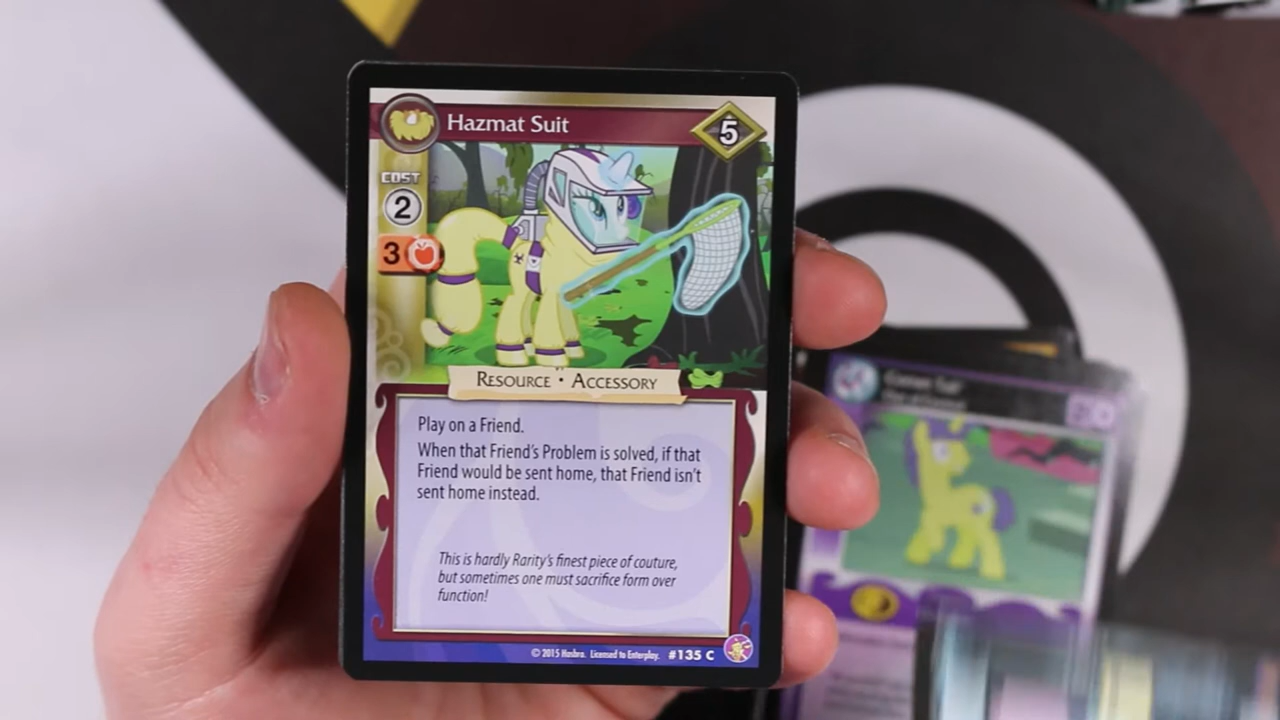 Hazmat Suit
5
COST
2
3
RESOURCE • ACCESSORY
Play on a Friend.
When that Friend's Problem is solved, if that
Friend would be sent home, that Friend isn't
sent home instead.
This is hardly Rarity's finest piece of couture,
but sometimes one must sacrifice form over
function!
© 2015 Hasbro. Licensed to Enterplay. #135 C